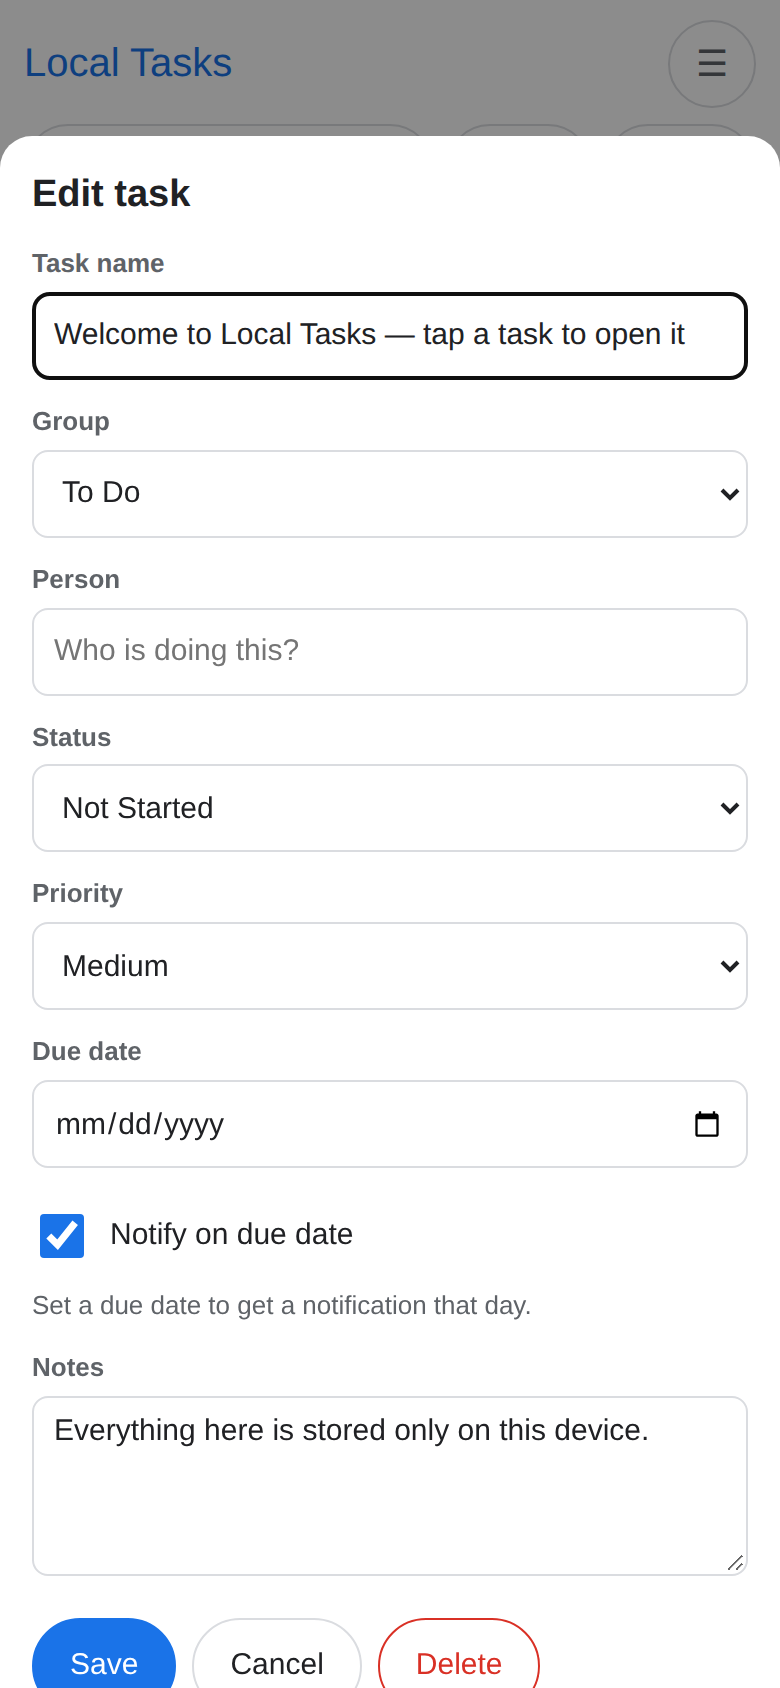 Local Tasks
Edit task
Task name
Welcome to Local Tasks — tap a task to open it
Group
To Do
Person
Who is doing this?
Status
Not Started
Priority
Medium
Due date
mm/dd/yyyy
Notify on due date
Set a due date to get a notification that day.
Notes
Everything here is stored only on this device.
Save Cancel Delete